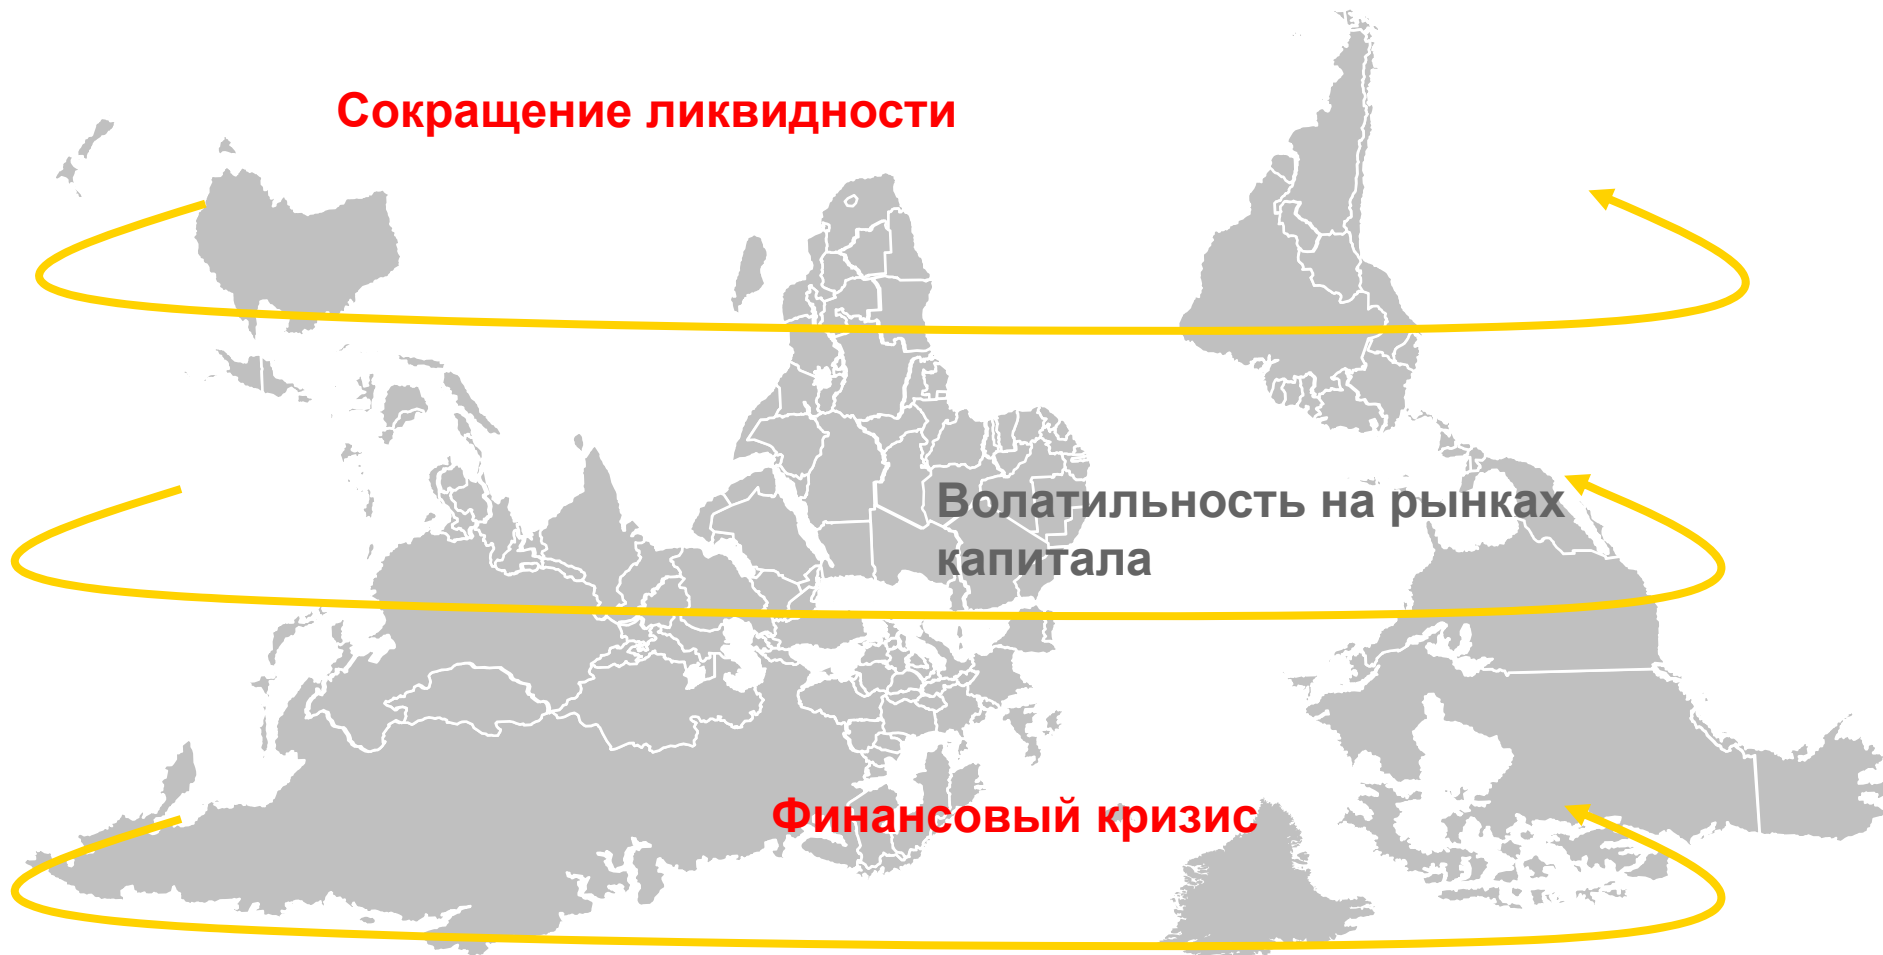 Сокращение ликвидности
Волатильность на рынках
капитала
Финансовый кризис